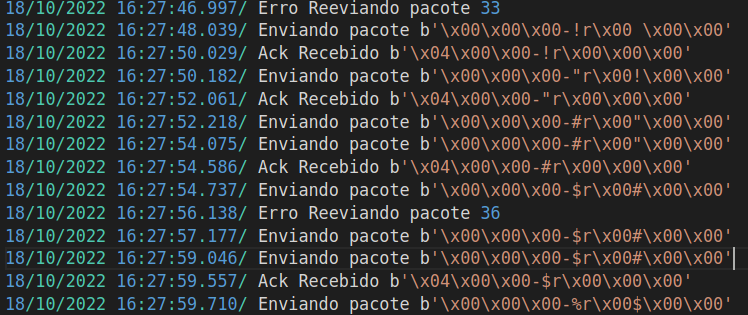 18/10/2022 16:27:46.997/ Erro Reeviando pacote 33
18/10/2022 16:27:48.039/ Enviando pacote b'\x00\x00\x00-!r\x00 \x00\x00'
18/10/2022 16:27:50.029/ Ack Recebido b'\x04\x00\x00-!r\x00\x00\x00'
18/10/2022 16:27:50.182/ Enviando pacote b'\x00\x00\x00-"r\x00!\x00\x00'
18/10/2022 16:27:52.061/ Ack Recebido b'\x04\x00\x00-"r\x00\x00\x00'
18/10/2022 16:27:52.218/ Enviando pacote b'\x00\x00\x00-#r\x00"\x00\x00'
18/10/2022 16:27:54.075/ Enviando pacote b'\x00\x00\x00-#r\x00"\x00\x00'
18/10/2022 16:27:54.586/ Ack Recebido b'\x04\x00\x00-#r\x00\x00\x00'
18/10/2022 16:27:54.737/ Enviando pacote b'\x00\x00\x00-$r\x00#\x00\x00'
18/10/2022 16:27:56.138/ Erro Reeviando pacote 36
18/10/2022 16:27:57.177/ Enviando pacote b'\x00\x00\x00-$r\x00#\x00\x00'
18/10/2022 16:27:59.046/ Enviando pacote b'\x00\x00\x00-$r\x00#\x00\x00'
18/10/2022 16:27:59.557/ Ack Recebido b'\x04\x00\x00-$r\x00\x00\x00'
18/10/2022 16:27:59.710/ Enviando pacote b'\x00\x00\x00-%r\x00$\x00\x00'